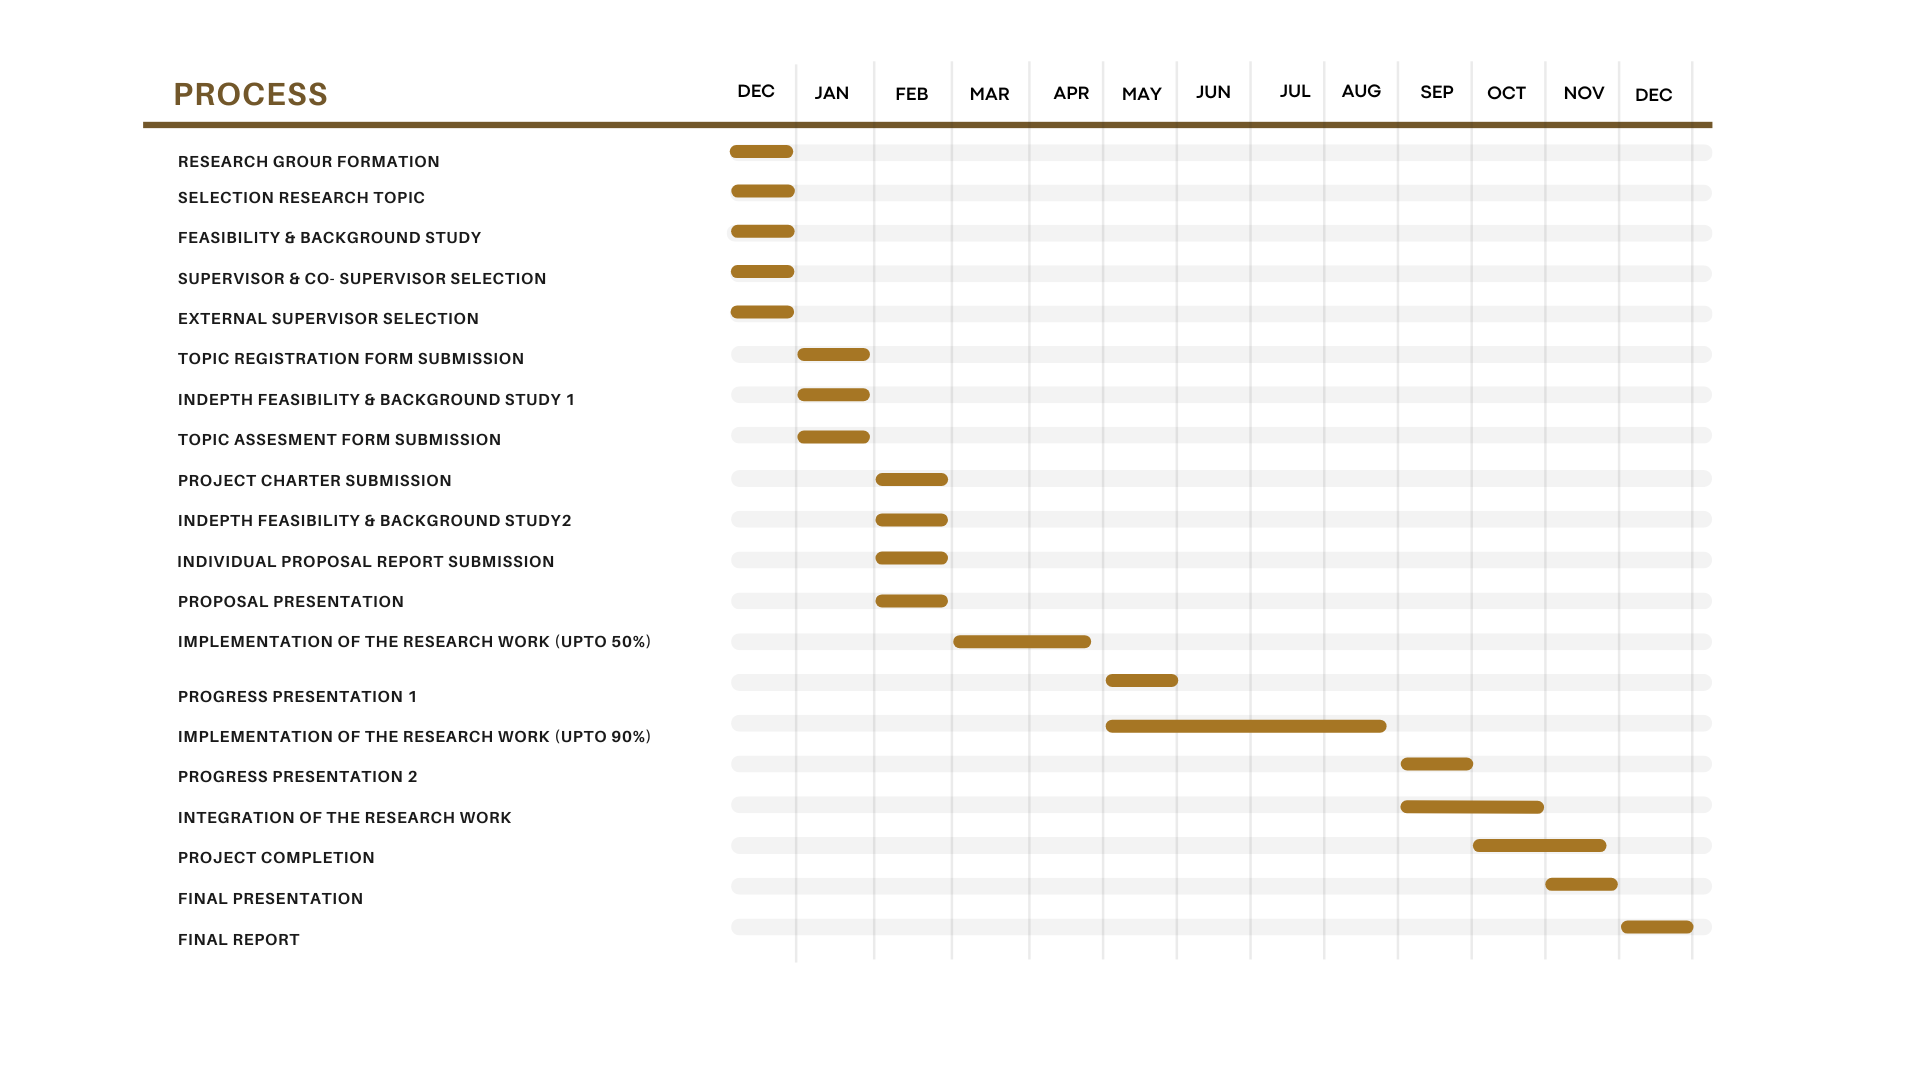 PROCESS DEC JAN FEB MAR APR MAY JUN JUL AUG SEP OCT NOV DEC
RESEARCH GROUR FORMATION
SELECTION RESEARCH TOPIC
FEASIBILITY & BACKGROUND STUDY
SUPERVISOR & CO- SUPERVISOR SELECTION
EXTERNAL SUPERVISOR SELECTION
TOPIC REGISTRATION FORM SUBMISSION
INDEPTH FEASIBILITY & BACKGROUND STUDY 1
TOPIC ASSESMENT FORM SUBMISSION
PROJECT CHARTER SUBMISSION
INDEPTH FEASIBILITY & BACKGROUND STUDY2
INDIVIDUAL PROPOSAL REPORT SUBMISSION
PROPOSAL PRESENTATION
IMPLEMENTATION OF THE RESEARCH WORK (UPTO 50%)
PROGRESS PRESENTATION 1
IMPLEMENTATION OF THE RESEARCH WORK (UPTO 90%)
PROGRESS PRESENTATION 2
INTEGRATION OF THE RESEARCH WORK
PROJECT COMPLETION
FINAL PRESENTATION
FINAL REPORT